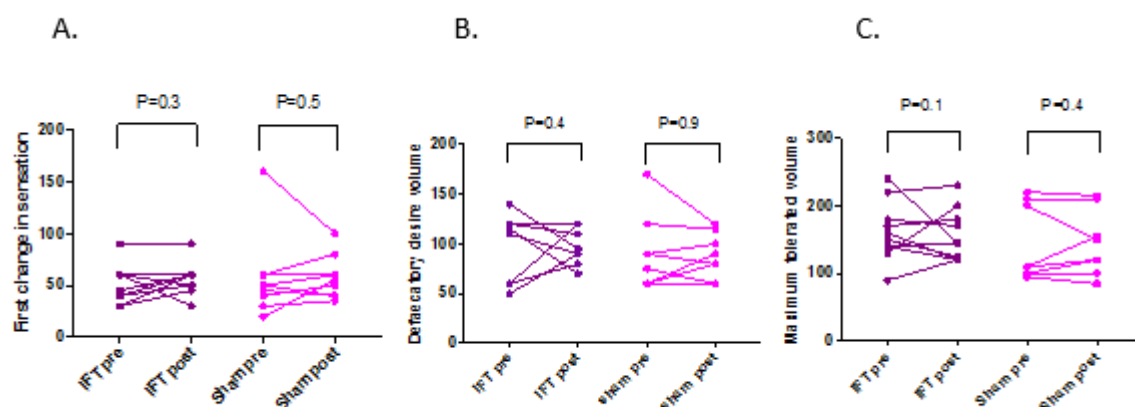 A.
P=0.3
P=0.5
First change in sensation
200
150
100
50
0
IFT pre
IFT post
Sham pre
Sham post
B.
P=0.4
P=0.9
Defaecatory desire volume
200
150
100
50
0
IFT pre
IFT post
Sham pre
Sham post
C.
P=0.1
P=0.4
Maximum tolerated volume
300
200
100
0
IFT pre
IFT post
Sham pre
Sham post